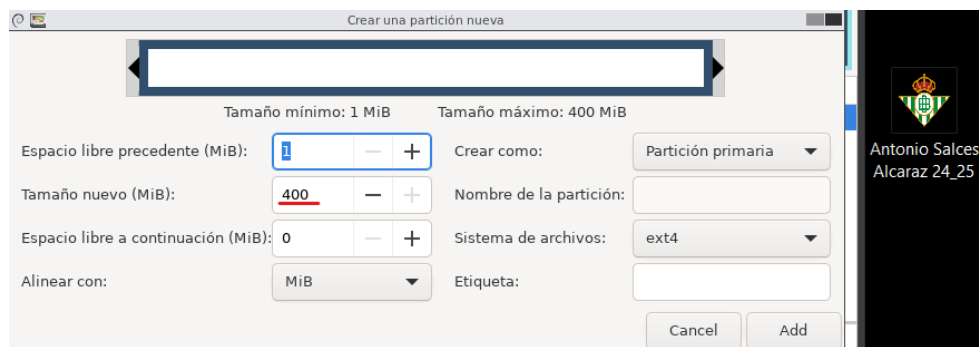 Crear una partición nueva
Tamaño mínimo: 1 MiB Tamaño máximo: 400 MiB
Espacio libre precedente (MiB): 1 Crear como: Partición primaria
Tamaño nuevo (MiB): 400 Nombre de la partición:
Espacio libre a continuación (MiB): 0 Sistema de archivos: ext4
Alinear con: MiB Etiqueta:
Cancel Add
Antonio Salces
Alcaraz 24_25